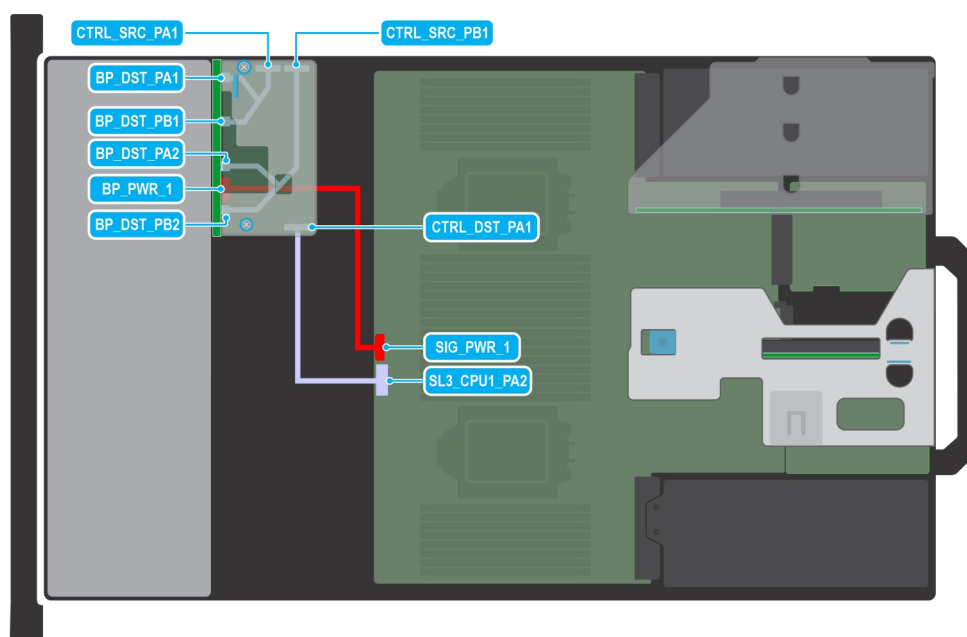 CTRL_SRC_PA1
CTRL_SRC_PB1
BP_DST_PA1
BP_DST_PB1
BP_DST_PA2
BP_PWR_1
BP_DST_PB2
CTRL_DST_PA1
SIG_PWR_1
SL3_CPU1_PA2